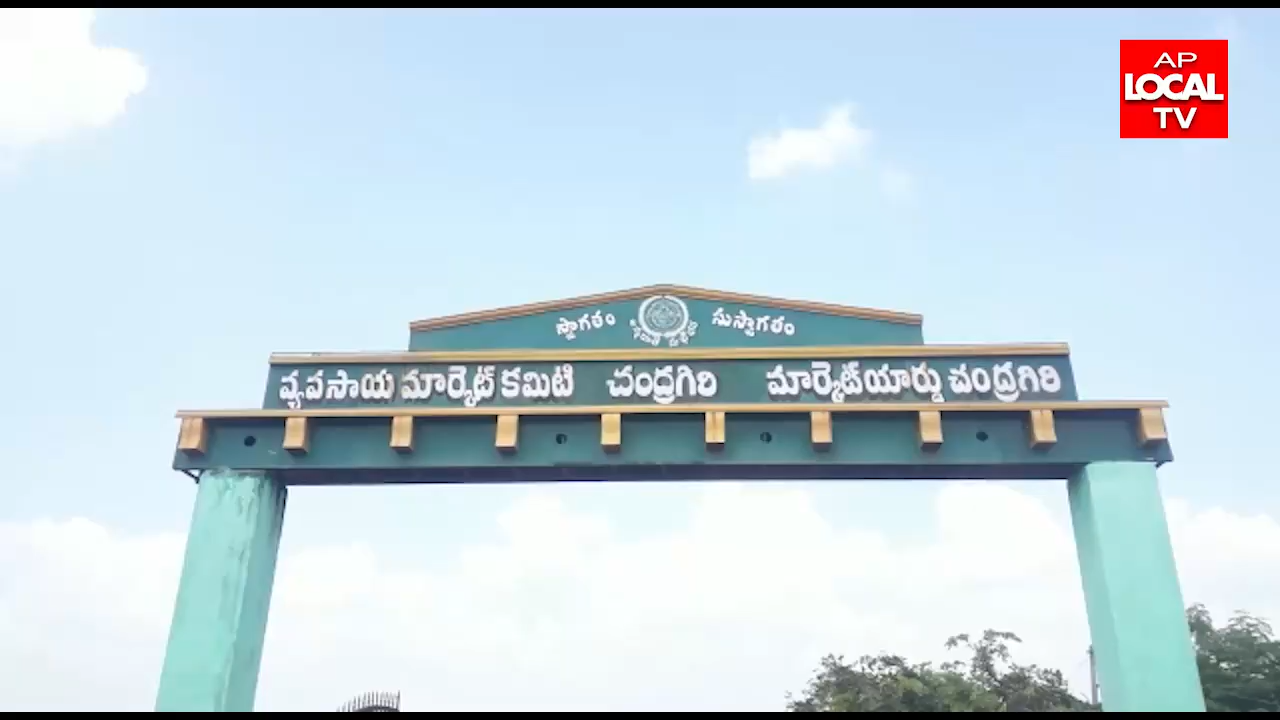 AP
LOCAL
TV
స్వాగతం సుస్వాగతం
వ్యవసాయ మార్కెట్ కమిటి చంద్రగిరి మార్కెట్‌యార్డు చంద్రగిరి